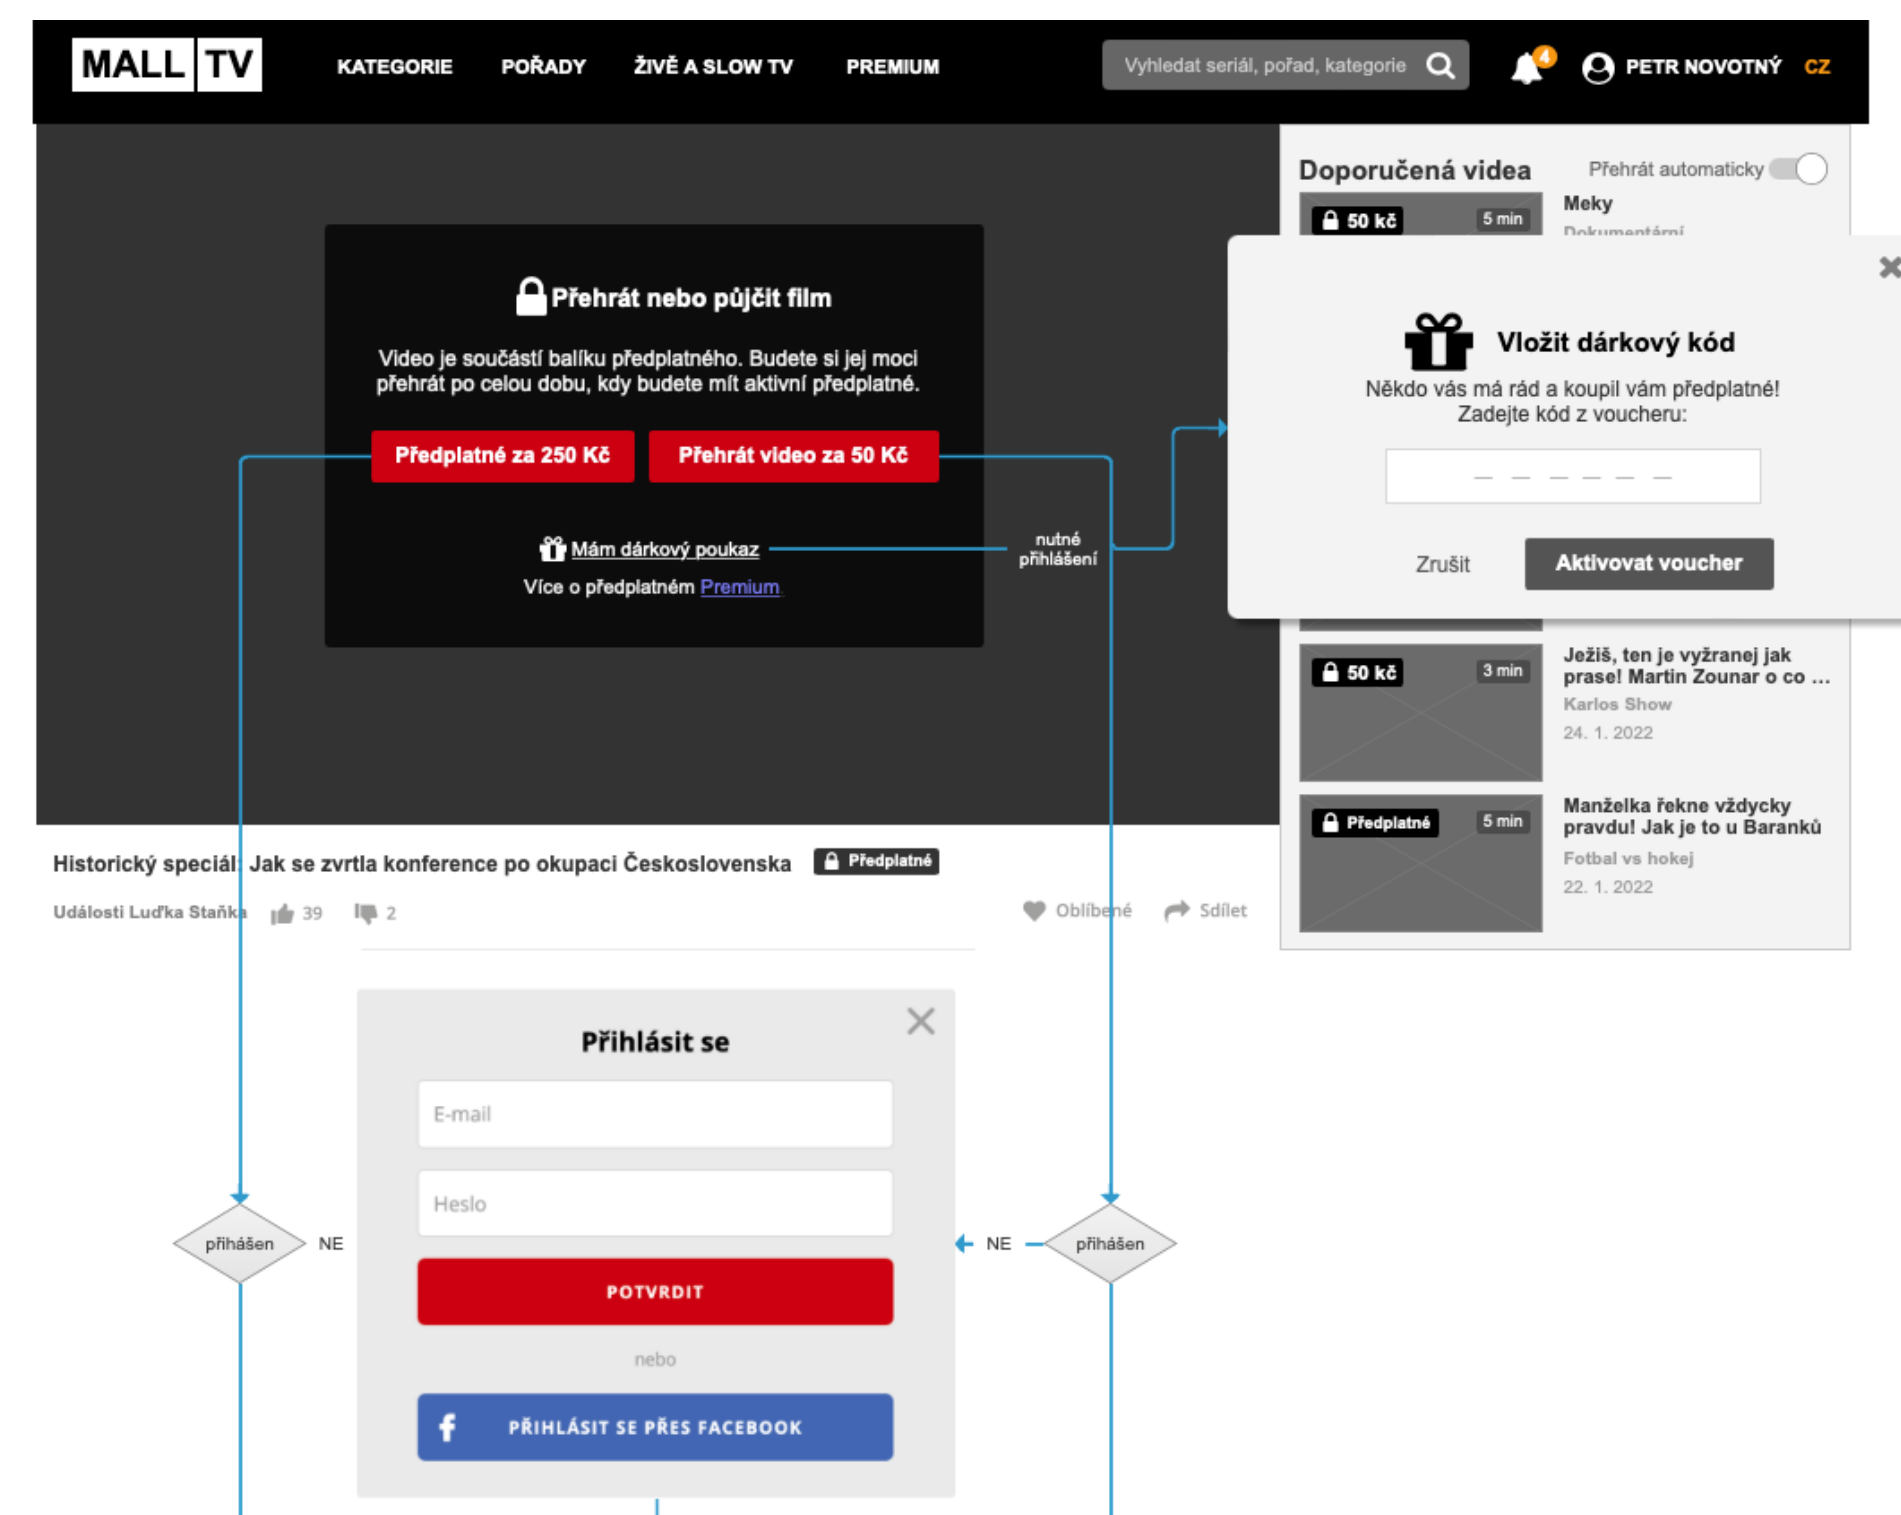 MALL TV
KATEGORIE
POŘADY
ŽIVĚ A SLOW TV
PREMIUM
Vyhledat seriál, pořad, kategorie
4
PETR NOVOTNÝ
CZ
Přehrát nebo půjčit film
Video je součástí balíku předplatného. Budete si jej moci
přehrát po celou dobu, kdy budete mít aktivní předplatné.
Předplatné za 250 Kč
Přehrát video za 50 Kč
Mám dárkový poukaz
nutné
přihlášení
Více o předplatném Premium
Doporučená videa
Přehrát automaticky
50 kč
5 min
Meky
Dokumentární
Vložit dárkový kód
Někdo vás má rád a koupil vám předplatné!
Zadejte kód z voucheru:
_ _ _ _ _ _
Zrušit
Aktivovat voucher
50 kč
3 min
Ježiš, ten je vyžranej jak
prase! Martin Zounar o co ...
Karlos Show
24. 1. 2022
Předplatné
5 min
Manželka řekne vždycky
pravdu! Jak je to u Baranků
Fotbal vs hokej
22. 1. 2022
Historický speciál: Jak se zvrtla konference po okupaci Československa
Předplatné
Události Luďka Staňka
39
2
Oblíbené
Sdílet
Přihlásit se
E-mail
Heslo
POTVRDIT
nebo
PŘIHLÁSIT SE PŘES FACEBOOK
přihášen
NE
NE
přihášen